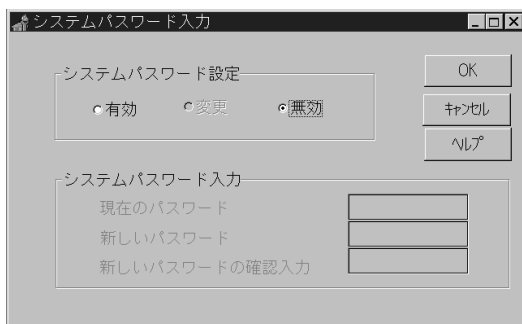 システムパスワード入力
システムパスワード設定
有効 変更 無効
OK
キャンセル
ヘルプ
システムパスワード入力
現在のパスワード
新しいパスワード
新しいパスワードの確認入力